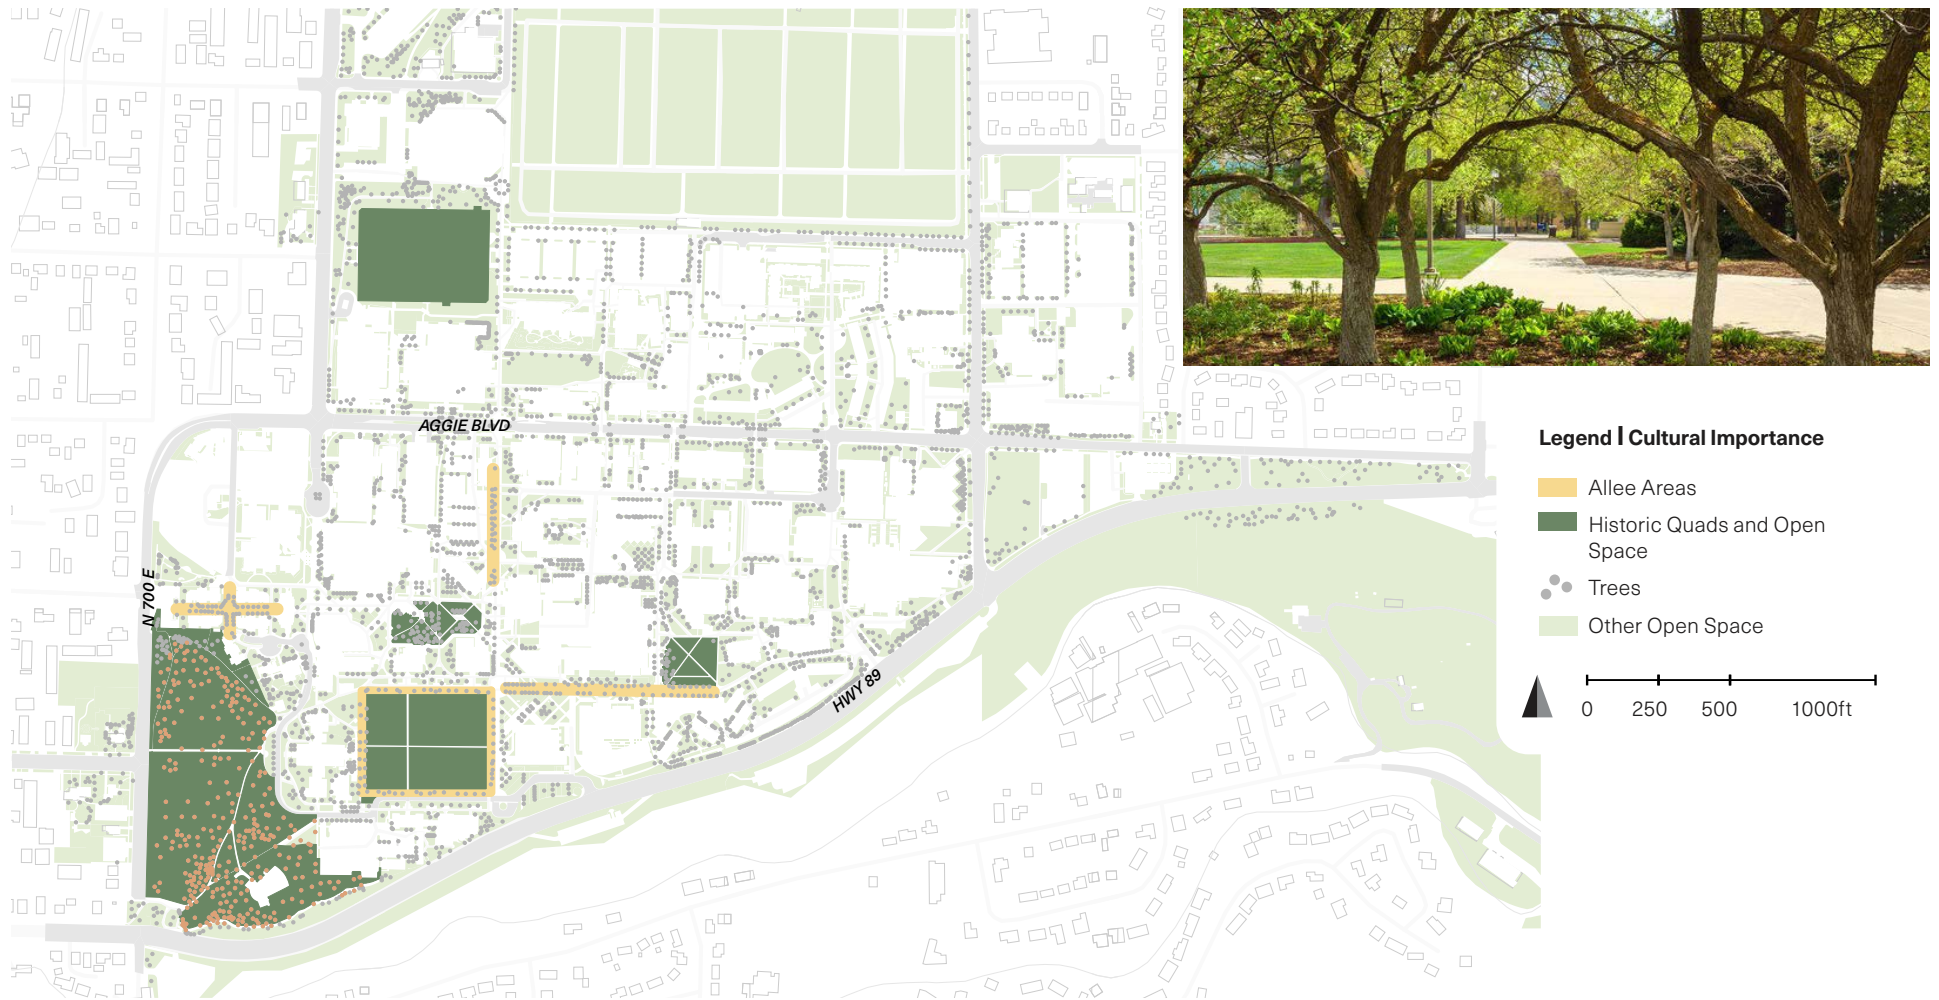 AGGIE BLVD
N 700 E
HWY 89
Legend | Cultural Importance
Allee Areas
Historic Quads and Open
Space
Trees
Other Open Space
0 250 500 1000ft